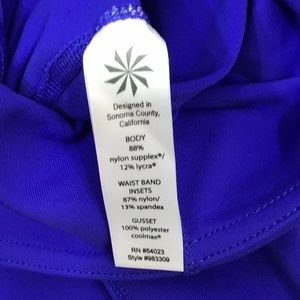 Designed in
Sonoma County,
California
BODY
88%
nylon supplex®/
12% lycra®
WAIST BAND
INSETS
87% nylon/
13% spandex
GUSSET
100% polyester
coolmax®
RN #54023
Style #983309